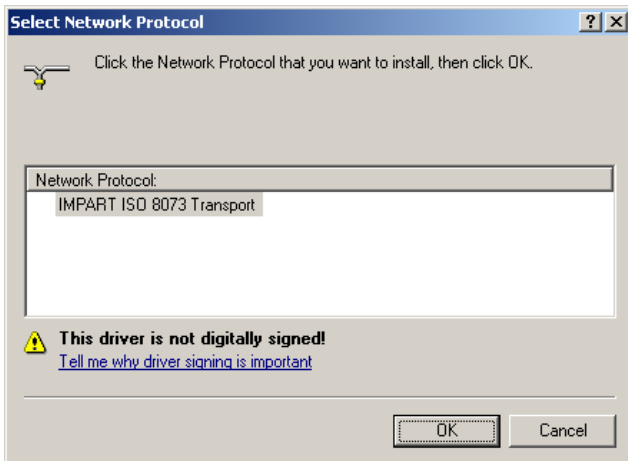 Select Network Protocol
Click the Network Protocol that you want to install, then click OK.
Network Protocol:
IMPART ISO 8073 Transport
This driver is not digitally signed!
Tell me why driver signing is important
OK
Cancel